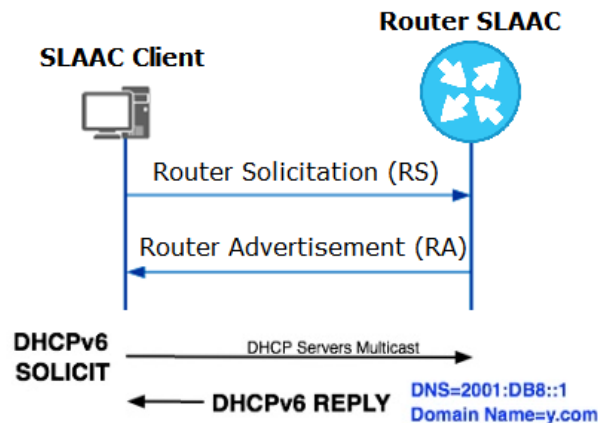 Router SLAAC
SLAAC Client
Router Solicitation (RS)
Router Advertisement (RA)
DHCPv6
SOLICIT
DHCP Servers Multicast
DHCPv6 REPLY
DNS=2001:DB8::1
Domain Name=y.com